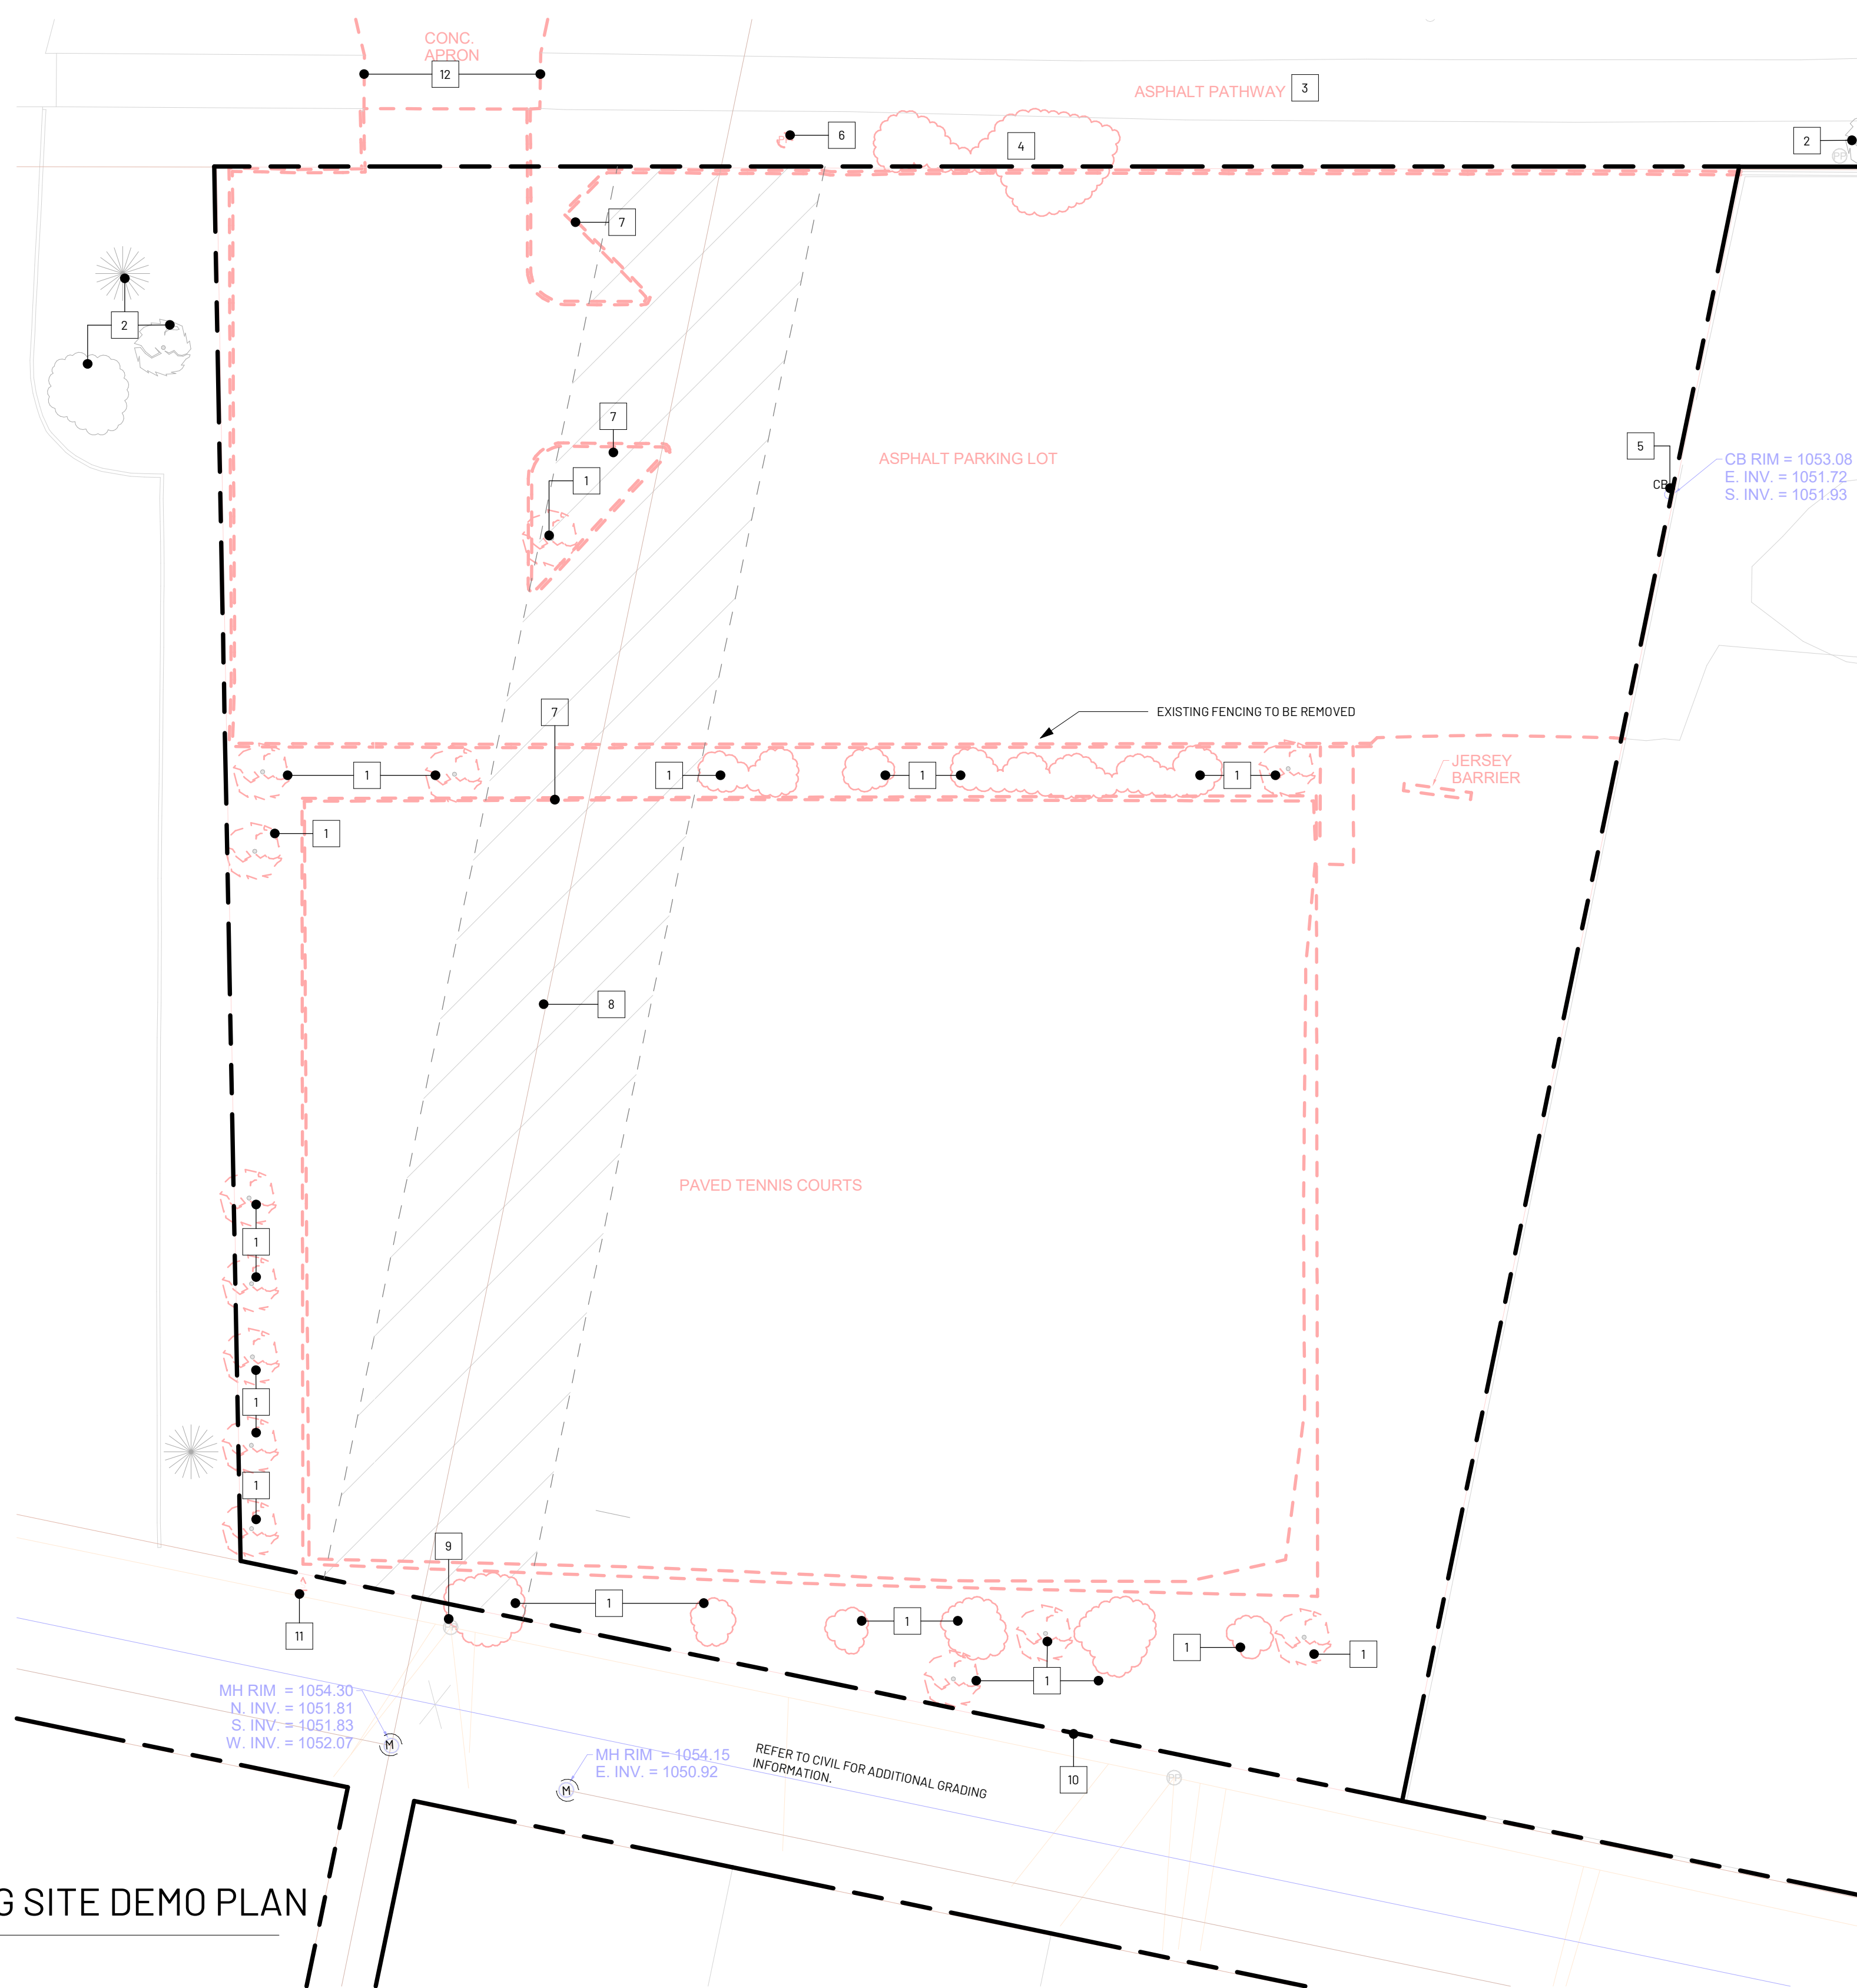 CONC.
APRON
12
ASPHALT PATHWAY
3
6
4
2
7
2
7
ASPHALT PARKING LOT
5
CB RIM = 1053.08
E. INV. = 1051.72
S. INV. = 1051.93
CB
1
7
EXISTING FENCING TO BE REMOVED
JERSEY
BARRIER
1
1
1
1
1
8
PAVED TENNIS COURTS
1
1
1
9
1
11
1
1
1
1
MH RIM = 1054.30
N. INV. = 1051.81
S. INV. = 1051.83
W. INV. = 1052.07
M
MH RIM = 1054.15
E. INV. = 1050.92
M
REFER TO CIVIL FOR ADDITIONAL GRADING
INFORMATION.
10
PP
G SITE DEMO PLAN